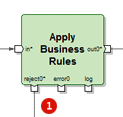 Apply
Business
Rules
in* out0*
reject0* error0 log
1